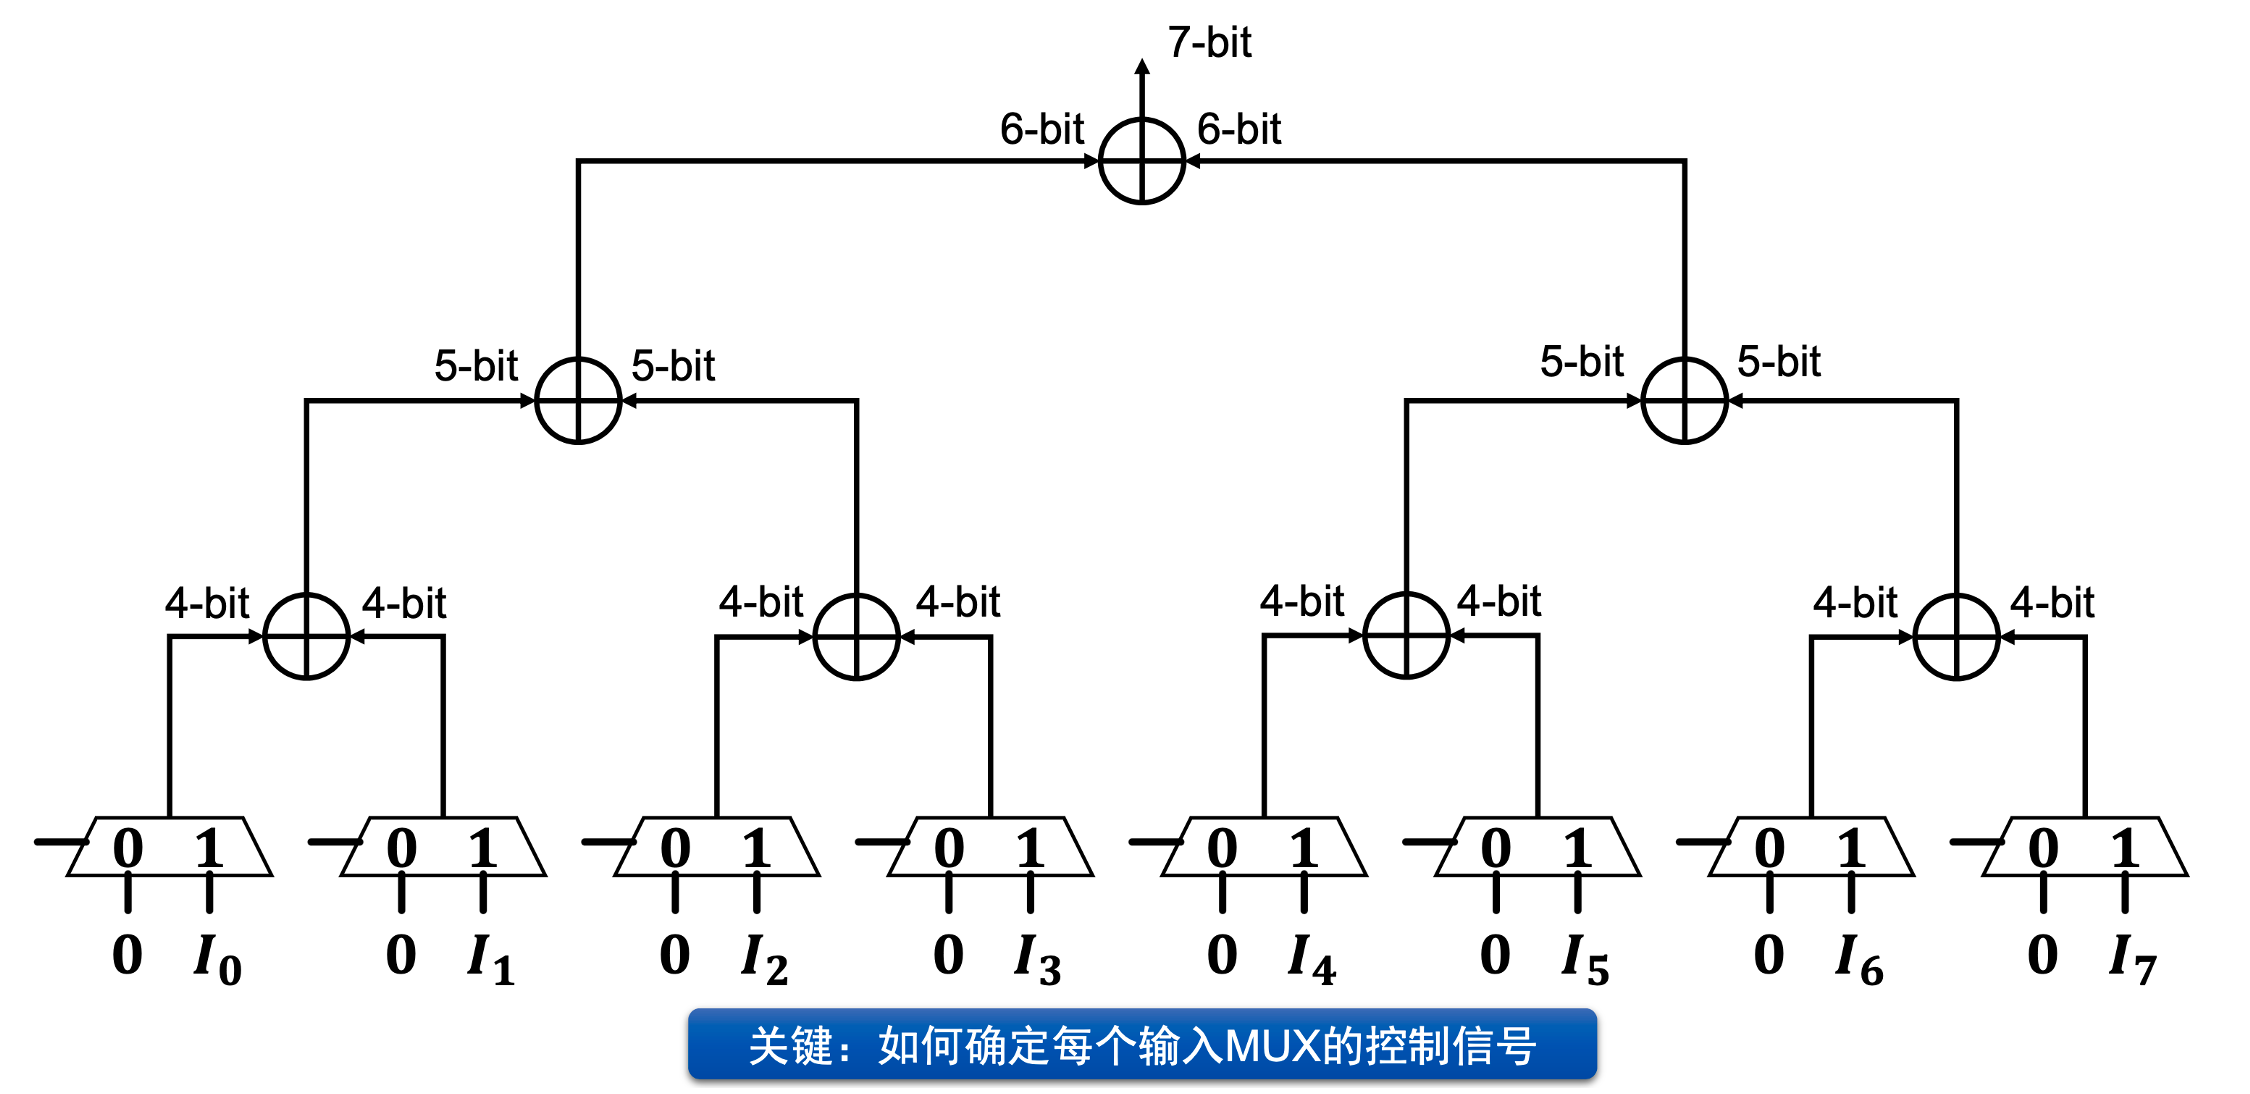 7-bit
6-bit 6-bit
5-bit 5-bit 5-bit 5-bit
4-bit 4-bit 4-bit 4-bit 4-bit 4-bit 4-bit 4-bit
0 1 0 1 0 1 0 1 0 1 0 1 0 1 0 1
0 I₀ 0 I₁ 0 I₂ 0 I₃ 0 I₄ 0 I₅ 0 I₆ 0 I₇
关键：如何确定每个输入MUX的控制信号